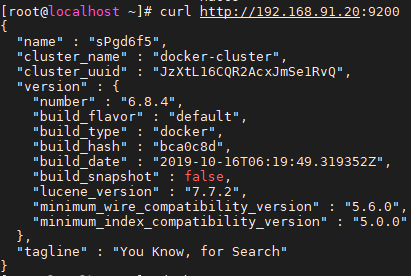 [root@localhost ~]# curl http://192.168.91.20:9200
{
  "name" : "sPgd6f5",
  "cluster_name" : "docker-cluster",
  "cluster_uuid" : "JzXtL16CQR2AcxJmSe1RvQ",
  "version" : {
    "number" : "6.8.4",
    "build_flavor" : "default",
    "build_type" : "docker",
    "build_hash" : "bca0c8d",
    "build_date" : "2019-10-16T06:19:49.319352Z",
    "build_snapshot" : false,
    "lucene_version" : "7.7.2",
    "minimum_wire_compatibility_version" : "5.6.0",
    "minimum_index_compatibility_version" : "5.0.0"
  },
  "tagline" : "You Know, for Search"
}